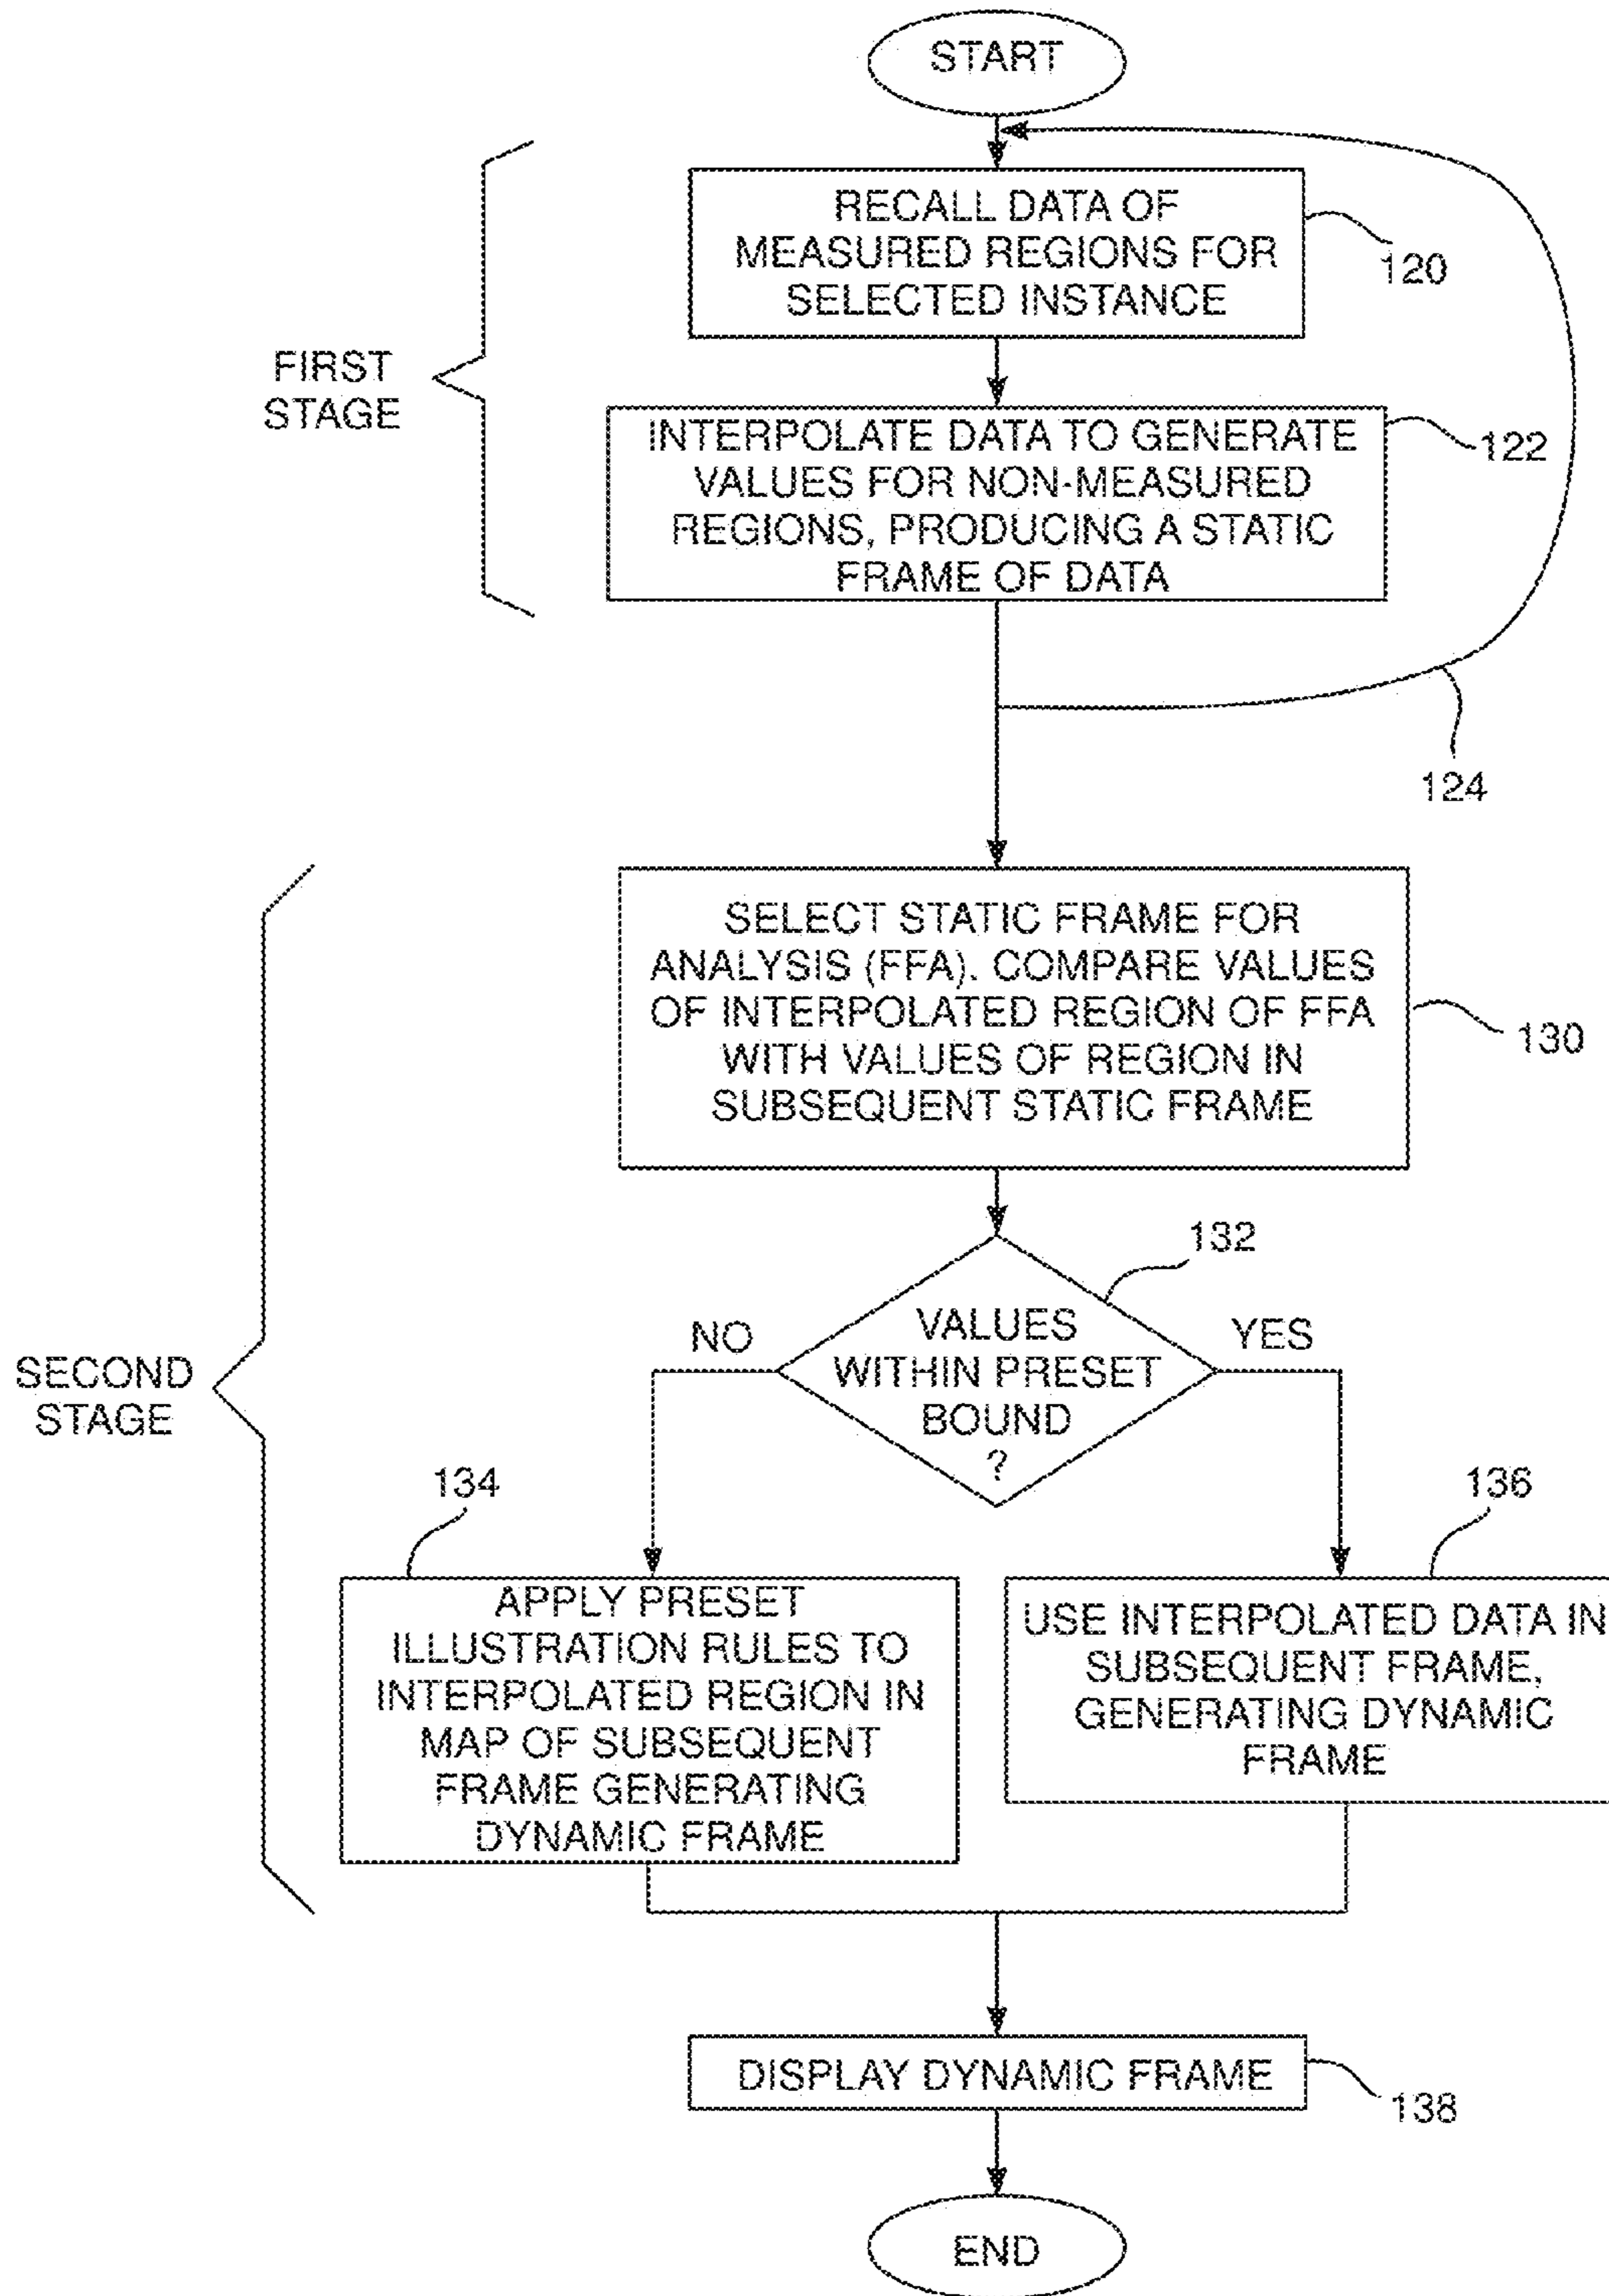 START
RECALL DATA OF
MEASURED REGIONS FOR
SELECTED INSTANCE
120
FIRST
STAGE
INTERPOLATE DATA TO GENERATE
VALUES FOR NON-MEASURED
REGIONS, PRODUCING A STATIC
FRAME OF DATA
122
124
SELECT STATIC FRAME FOR
ANALYSIS (FFA). COMPARE VALUES
OF INTERPOLATED REGION OF FFA
WITH VALUES OF REGION IN
SUBSEQUENT STATIC FRAME
130
132
NO
VALUES
WITHIN PRESET
BOUND
?
YES
SECOND
STAGE
134
APPLY PRESET
ILLUSTRATION RULES TO
INTERPOLATED REGION IN
MAP OF SUBSEQUENT
FRAME GENERATING
DYNAMIC FRAME
136
USE INTERPOLATED DATA IN
SUBSEQUENT FRAME,
GENERATING DYNAMIC
FRAME
DISPLAY DYNAMIC FRAME
138
END